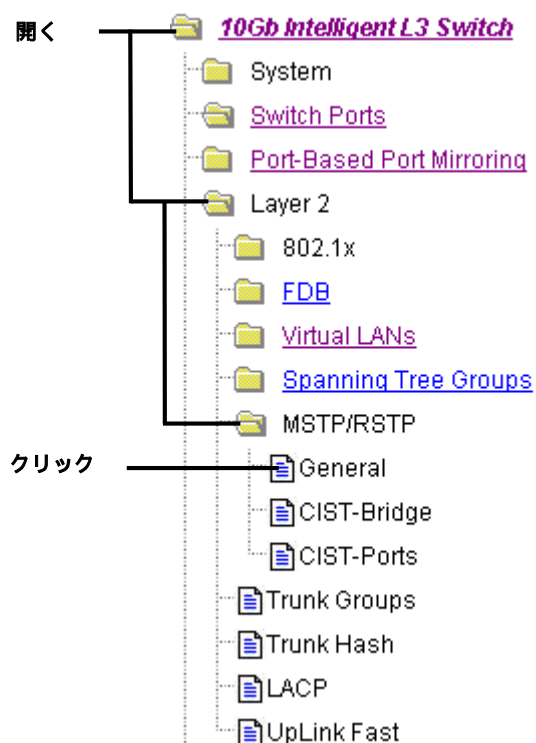 開く
10Gb Intelligent L3 Switch
System
Switch Ports
Port-Based Port Mirroring
Layer 2
802.1x
FDB
Virtual LANs
Spanning Tree Groups
MSTP/RSTP
クリック
General
CIST-Bridge
CIST-Ports
Trunk Groups
Trunk Hash
LACP
UpLink Fast